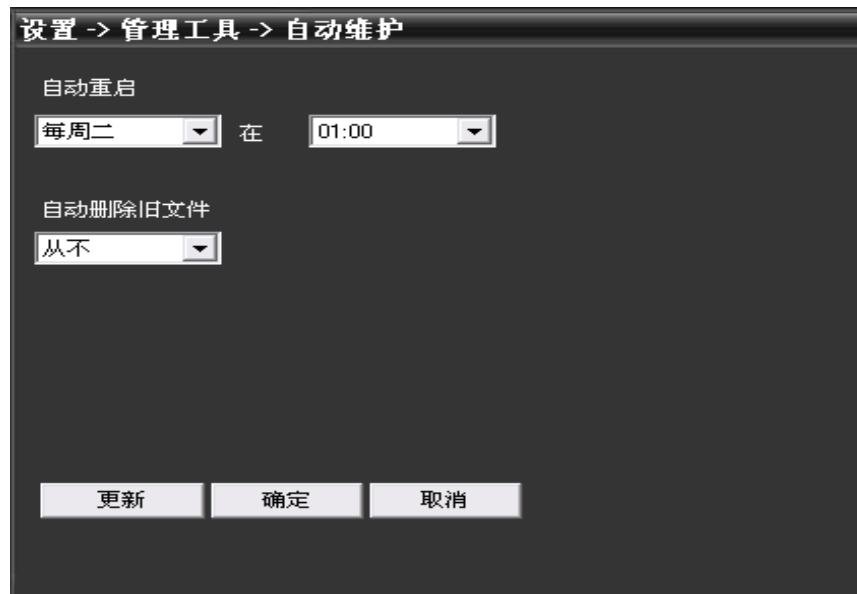 设置 -> 管理工具 -> 自动维护
自动重启
每周二 在 01:00
自动删除旧文件
从不
更新 确定 取消